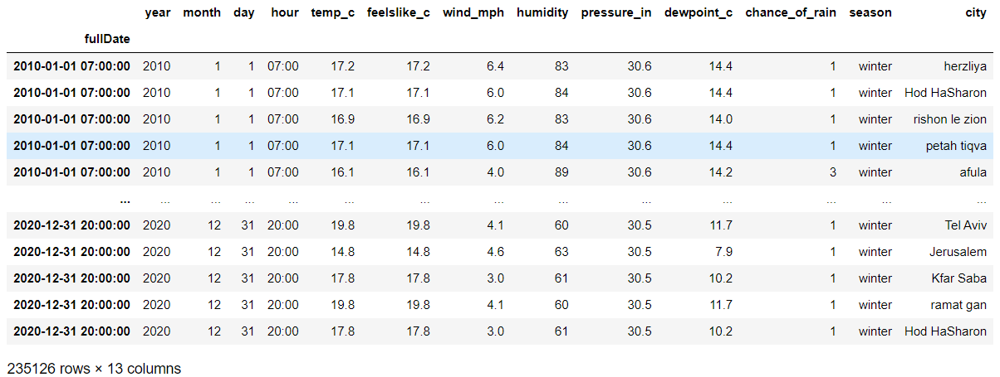 year month day hour temp_c feelslike_c wind_mph humidity pressure_in dewpoint_c chance_of_rain season city
fullDate
2010-01-01 07:00:00 2010 1 1 07:00 17.2 17.2 6.4 83 30.6 14.4 1 winter herzliya
2010-01-01 07:00:00 2010 1 1 07:00 17.1 17.1 6.0 84 30.6 14.4 1 winter Hod HaSharon
2010-01-01 07:00:00 2010 1 1 07:00 16.9 16.9 6.2 83 30.6 14.0 1 winter rishon le zion
2010-01-01 07:00:00 2010 1 1 07:00 17.1 17.1 6.0 84 30.6 14.4 1 winter petah tiqva
2010-01-01 07:00:00 2010 1 1 07:00 16.1 16.1 4.0 89 30.6 14.2 3 winter afula
... ... ... ... ... ... ... ... ... ... ... ... ... ...
2020-12-31 20:00:00 2020 12 31 20:00 19.8 19.8 4.1 60 30.5 11.7 1 winter Tel Aviv
2020-12-31 20:00:00 2020 12 31 20:00 14.8 14.8 4.6 63 30.5 7.9 1 winter Jerusalem
2020-12-31 20:00:00 2020 12 31 20:00 17.8 17.8 3.0 61 30.5 10.2 1 winter Kfar Saba
2020-12-31 20:00:00 2020 12 31 20:00 19.8 19.8 4.1 60 30.5 11.7 1 winter ramat gan
2020-12-31 20:00:00 2020 12 31 20:00 17.8 17.8 3.0 61 30.5 10.2 1 winter Hod HaSharon
235126 rows × 13 columns